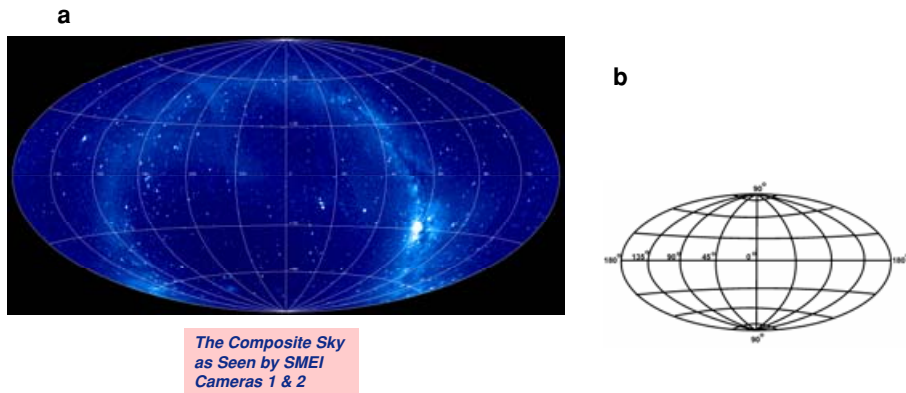 a
b
90°
180° 135° 90° 45° 0° 180°
90°
The Composite Sky
as Seen by SMEI
Cameras 1 & 2